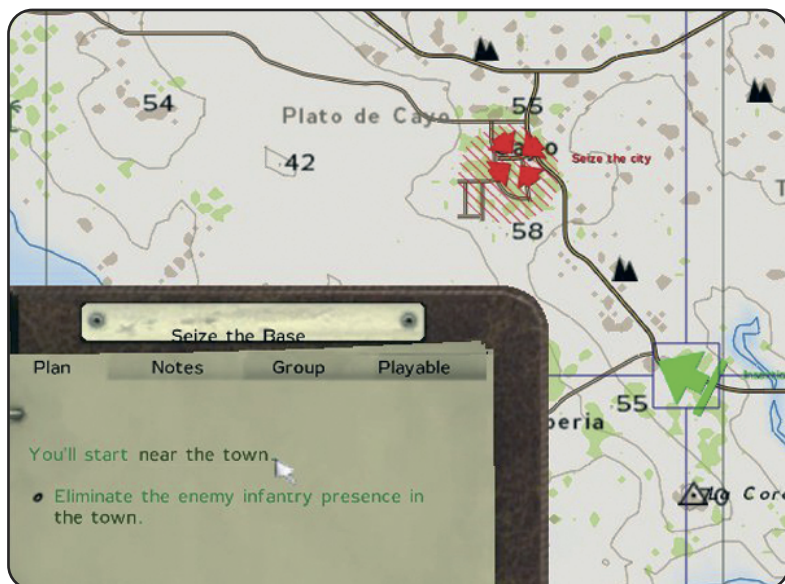 54
55
Plato de Cayo
Cayo
Seize the city
42
58
Seize the Base
Plan Notes Group Playable
55
You'll start near the town.
Eliminate the enemy infantry presence in
the town.